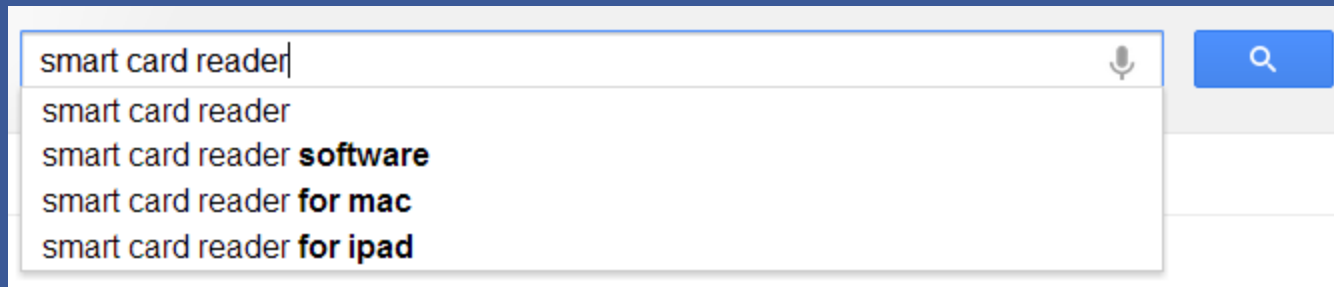 smart card reader
smart card reader
smart card reader software
smart card reader for mac
smart card reader for ipad